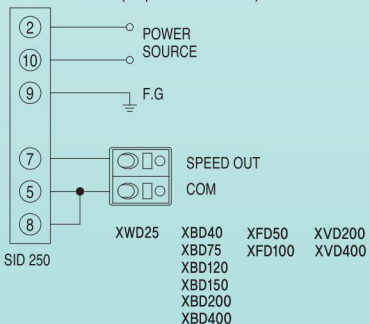 2
POWER
SOURCE
10
9
F.G
7
SPEED OUT
5
COM
8
SID 250
XWD25 XBD40 XFD50 XVD200
XBD75 XFD100 XVD400
XBD120
XBD150
XBD200
XBD400